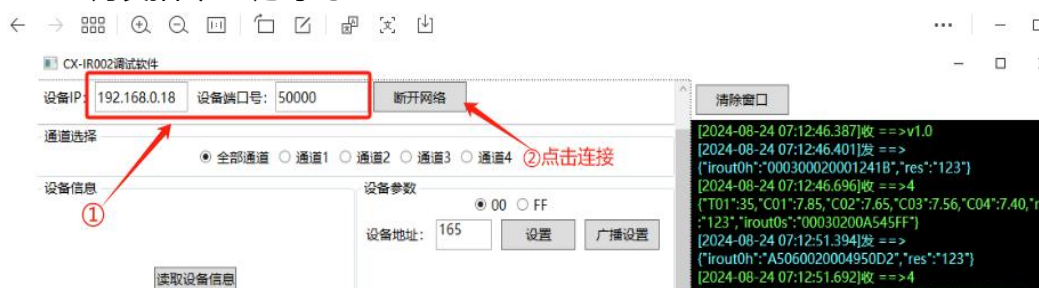 CX-IR002调试软件
设备IP: 192.168.0.18 设备端口号: 50000 断开网络
清除窗口
通道选择
全部通道 通道1 通道2 通道3 通道4 ②点击连接
设备信息
①
设备参数
00 FF
设备地址: 165 设置 广播设置
读取设备信息
[2024-08-24 07:12:46.387]收 ==>v1.0
[2024-08-24 07:12:46.401]发 ==>
{"irout0h":"000300020001241B","res":"123"}
[2024-08-24 07:12:46.696]收 ==>4
{"T01":35,"C01":7.85,"C02":7.65,"C03":7.56,"C04":7.40,"r
:"123","irout0s":"00030200A545FF"}
[2024-08-24 07:12:51.394]发 ==>
{"irout0h":"A5060020004950D2","res":"123"}
[2024-08-24 07:12:51.692]收 ==>4